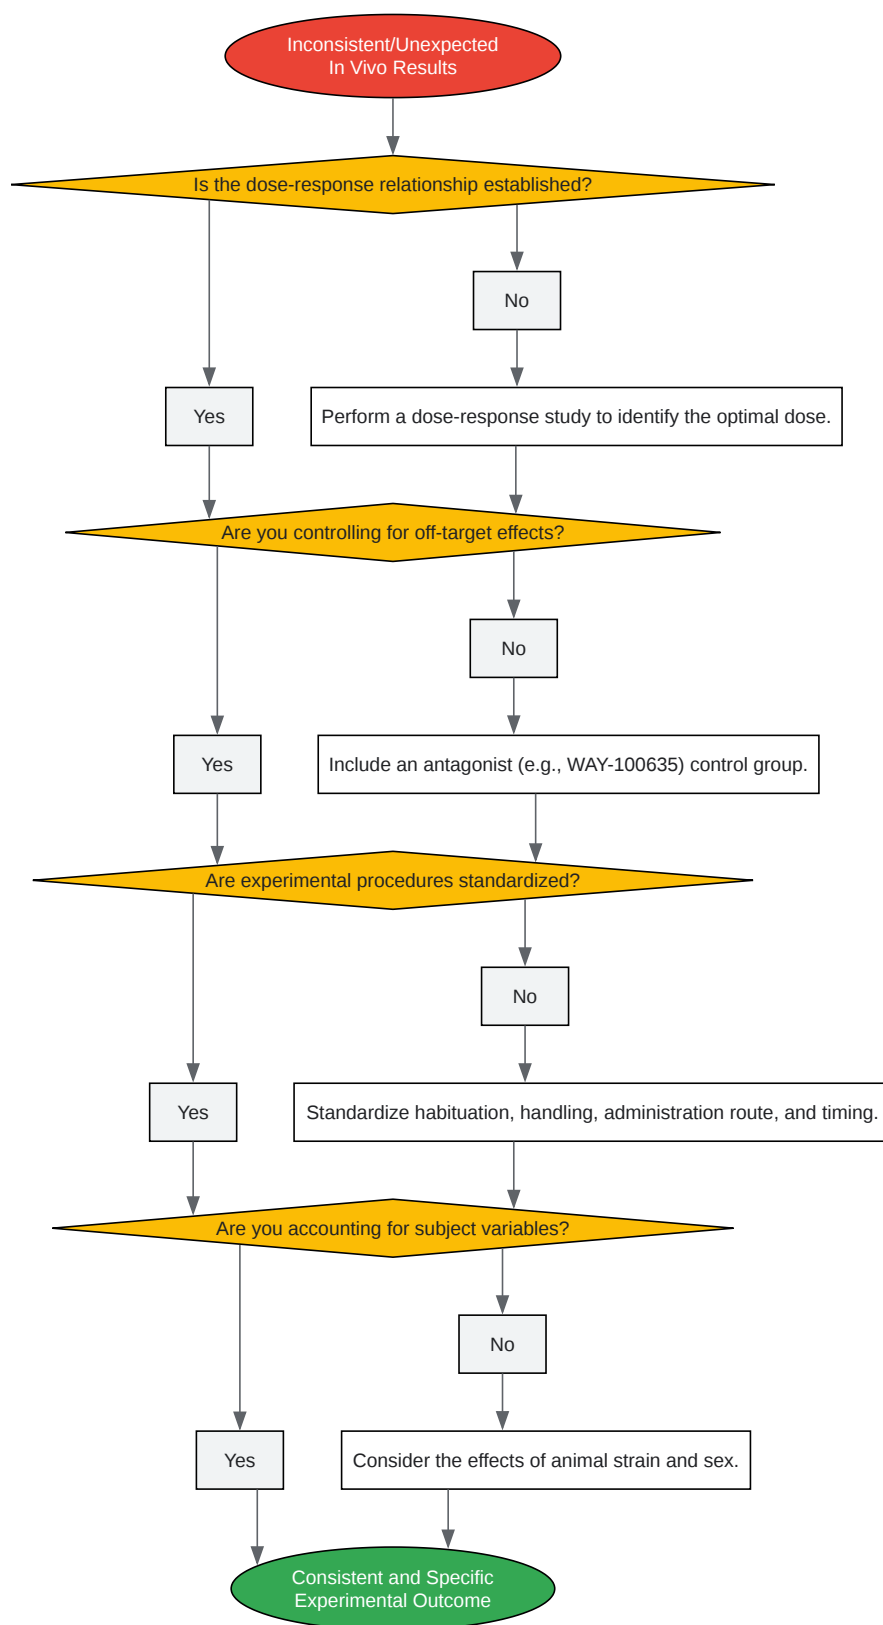 Inconsistent/Unexpected
In Vivo Results
Is the dose-response relationship established?
No
Yes
Perform a dose-response study to identify the optimal dose.
Are you controlling for off-target effects?
No
Yes
Include an antagonist (e.g., WAY-100635) control group.
Are experimental procedures standardized?
No
Yes
Standardize habituation, handling, administration route, and timing.
Are you accounting for subject variables?
No
Yes
Consider the effects of animal strain and sex.
Consistent and Specific
Experimental Outcome